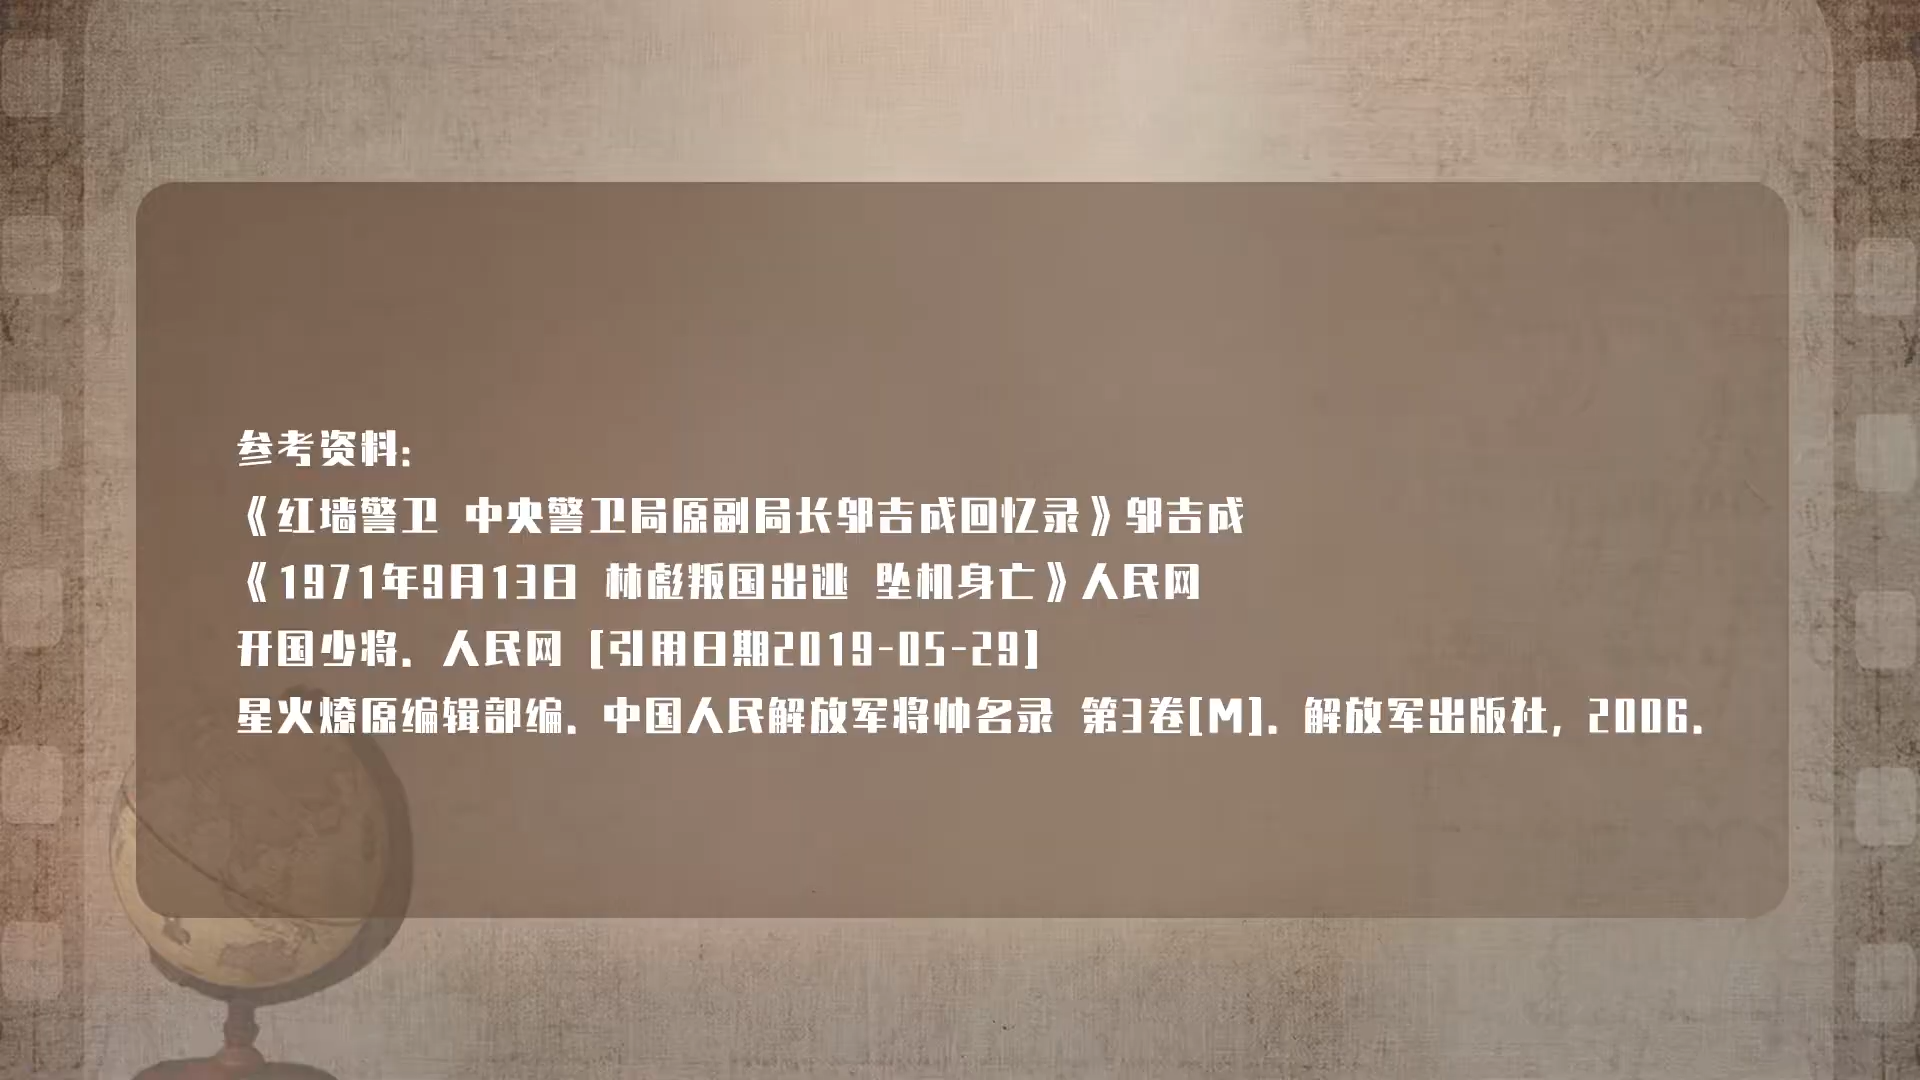 参考资料:
《红墙警卫 中央警卫局原副局长邬吉成回忆录》邬吉成
《1971年9月13日 林彪叛国出逃 坠机身亡》人民网
开国少将. 人民网 [引用日期2019-05-29]
星火燎原编辑部编. 中国人民解放军将帅名录 第3卷[M]. 解放军出版社, 2006.